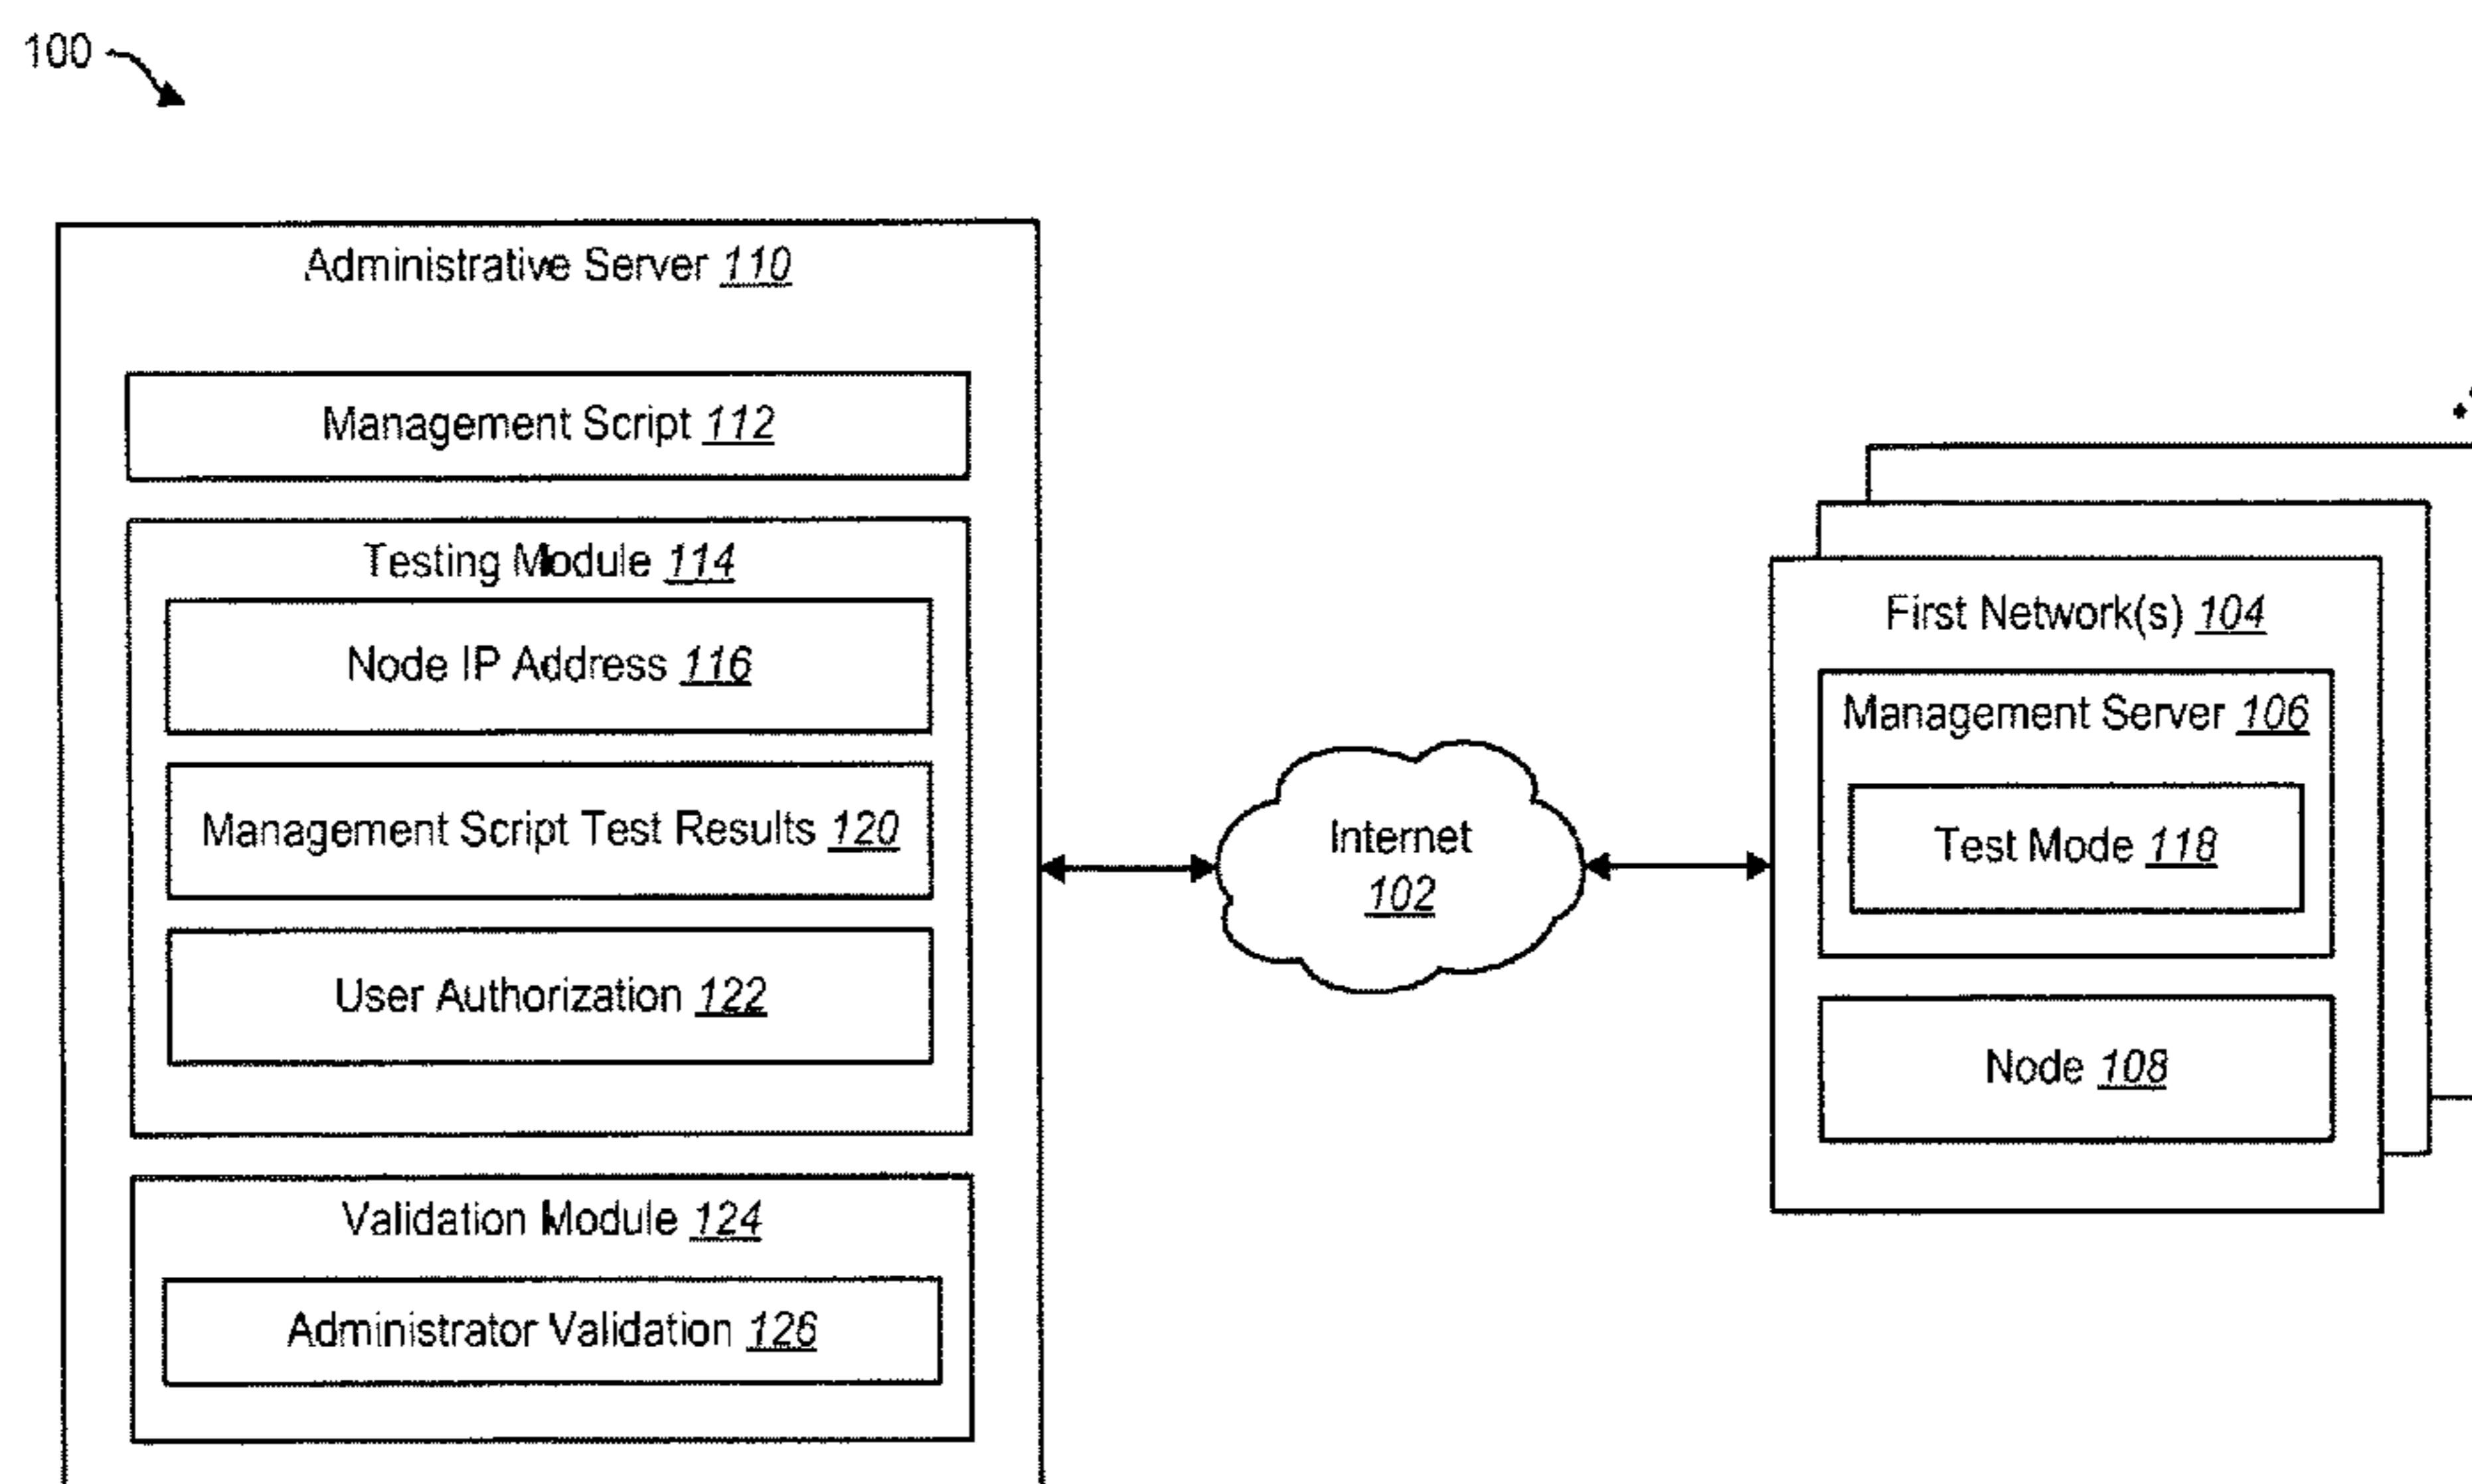 100
Administrative Server 110
Management Script 112
Testing Module 114
Node IP Address 116
Management Script Test Results 120
User Authorization 122
Validation Module 124
Administrator Validation 126
Internet
102
First Network(s) 104
Management Server 106
Test Mode 118
Node 108